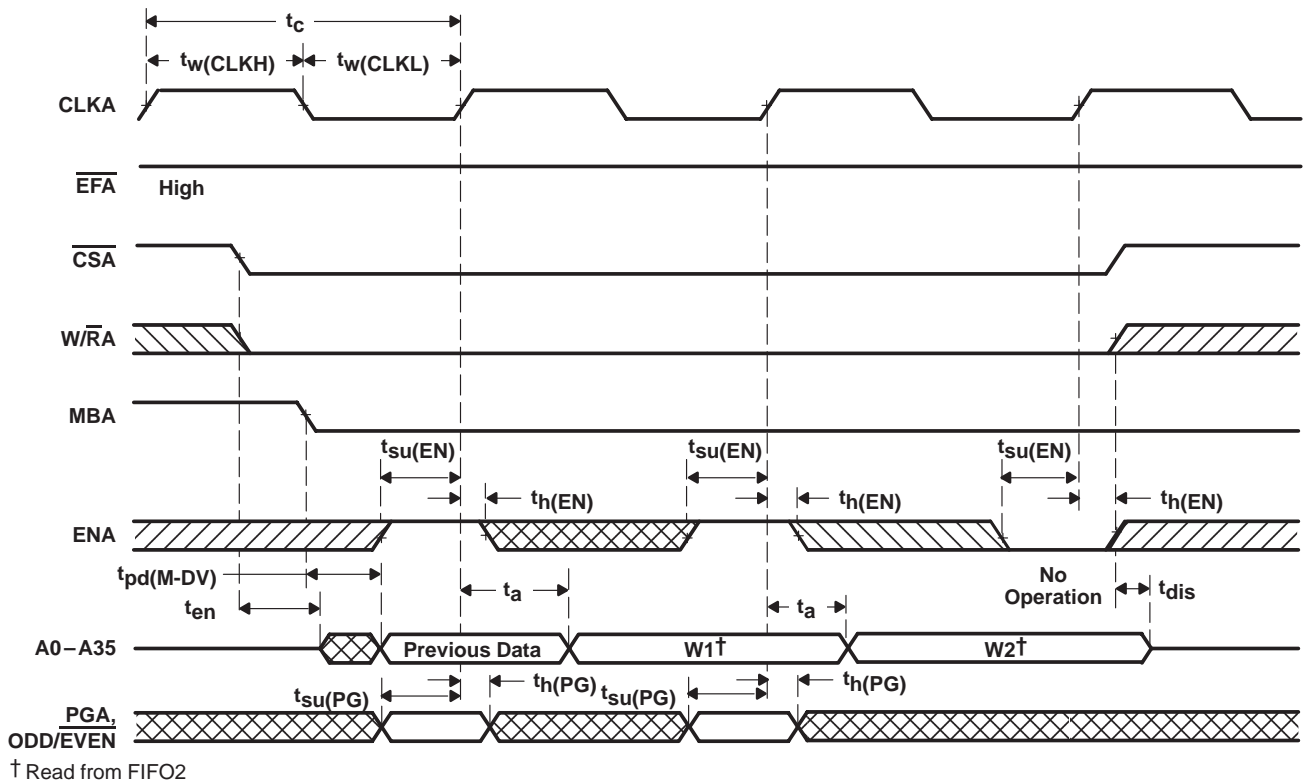 tc
tw(CLKH)
tw(CLKL)
CLKA
EFA
High
CSA
W/RA
MBA
tsu(EN)
tsu(EN)
tsu(EN)
th(EN)
th(EN)
th(EN)
ENA
tpd(M-DV)
ten
ta
ta
No
Operation
tdis
A0–A35
Previous Data
W1†
W2†
tsu(PG)
th(PG)
tsu(PG)
th(PG)
PGA,
ODD/EVEN
† Read from FIFO2